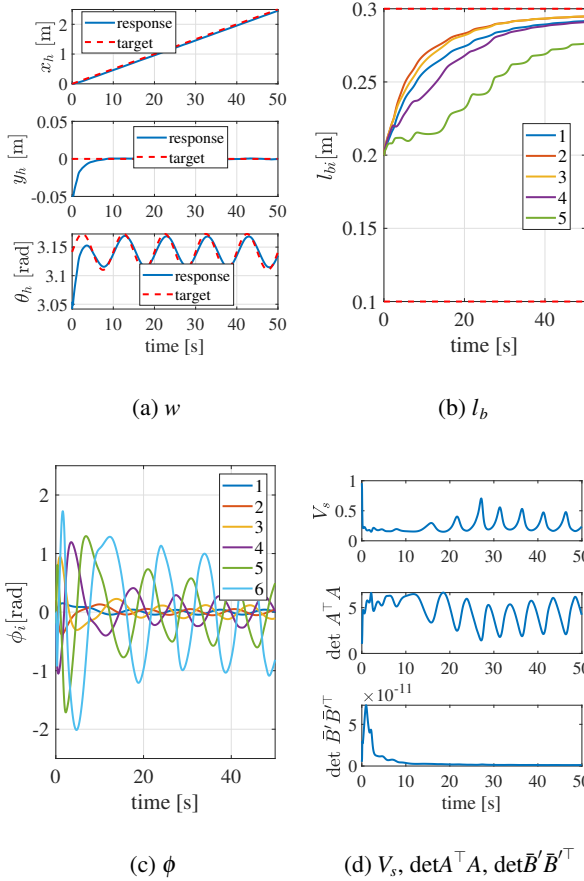 x_h [m]
2
1
0
response
target
0 10 20 30 40 50
y_h [m]
0.05
0
-0.05
response
target
0 10 20 30 40 50
θ_h [rad]
3.15
3.1
3.05
response
target
0 10 20 30 40 50
time [s]
(a) w
l_bi [m]
0.3
0.2
0.1
1
2
3
4
5
0 20 40
time [s]
(b) l_b
ϕ_i [rad]
2
1
0
-1
-2
1
2
3
4
5
6
0 20 40
time [s]
(c) ϕ
V_s
1
0.5
0
0 10 20 30 40 50
det A^⊤ A
5
0
0 10 20 30 40 50
×10^-11
det B̄′B̄′^⊤
5
0
0 10 20 30 40 50
time [s]
(d) V_s, detA^⊤A, detB̄′B̄′^⊤